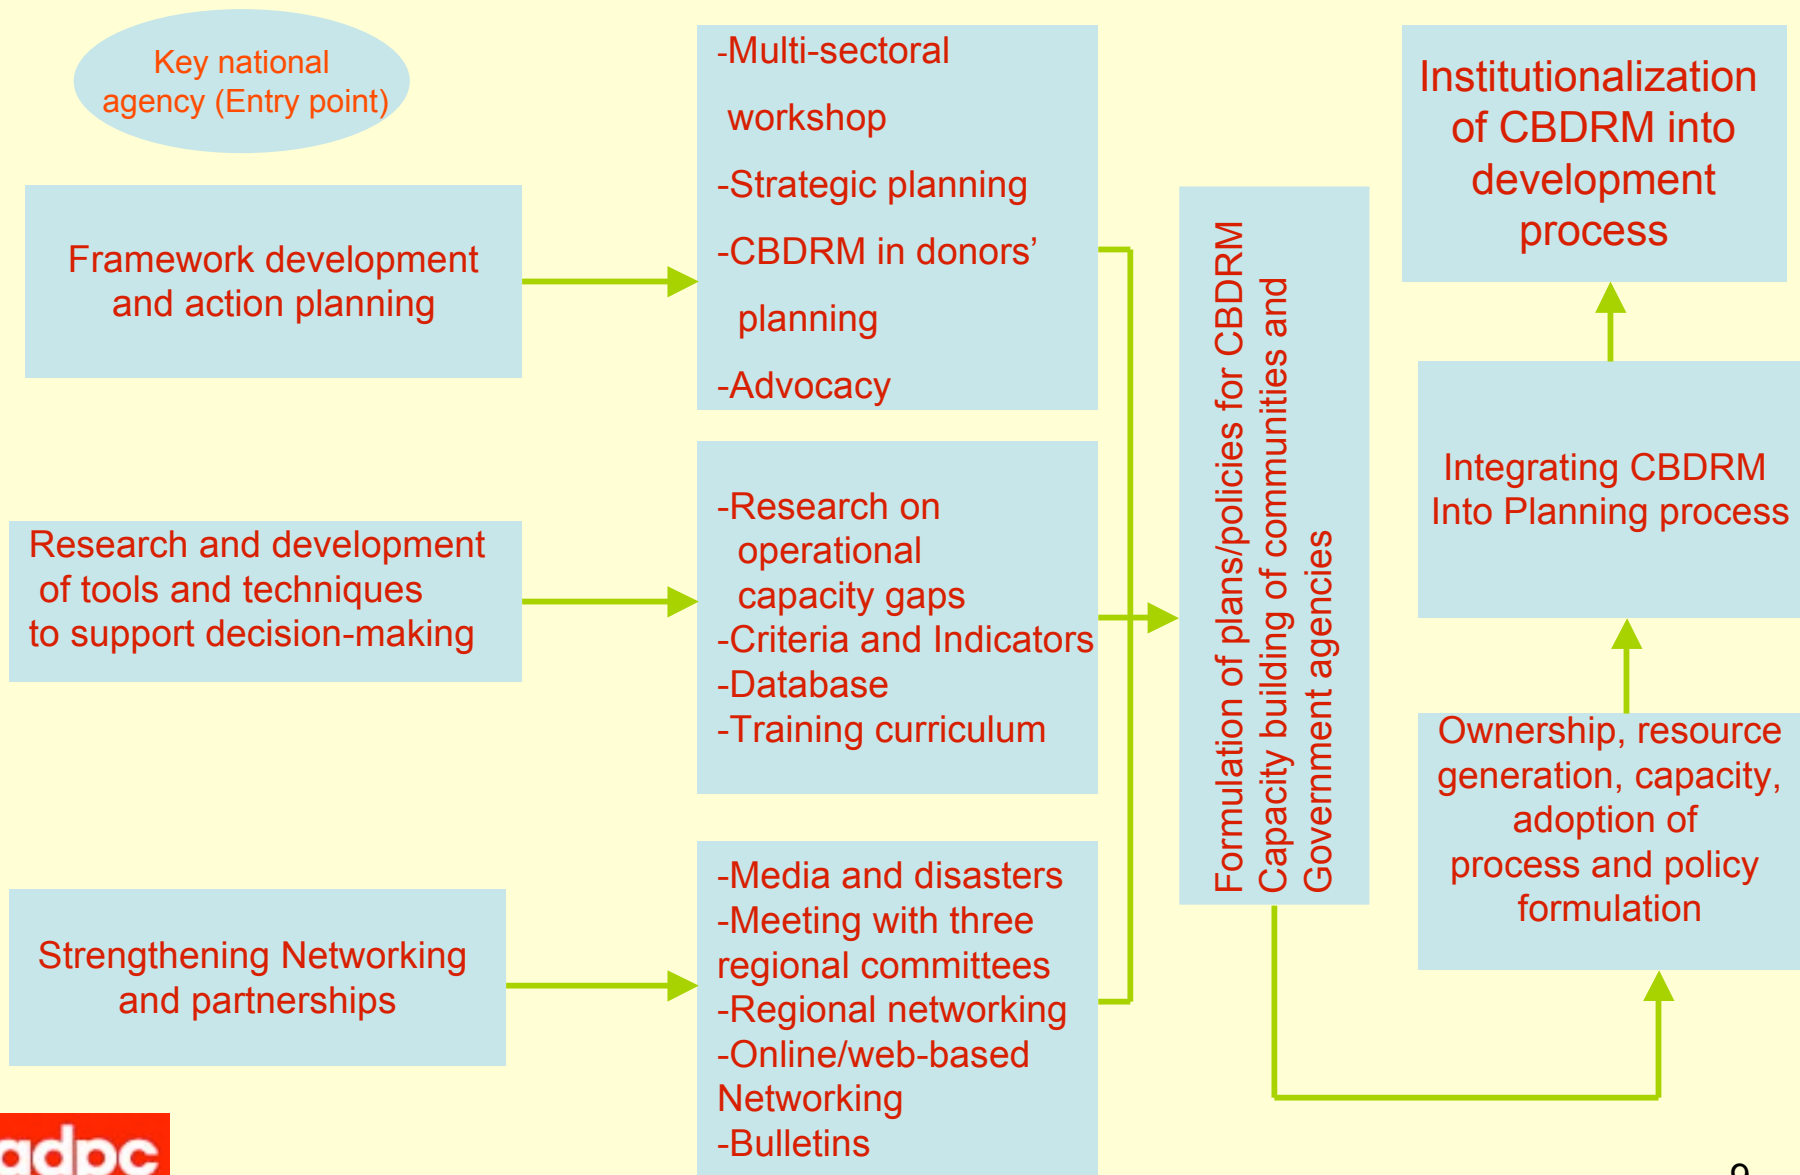 Key national
agency (Entry point)
Framework development
and action planning
Research and development
of tools and techniques
to support decision-making
Strengthening Networking
and partnerships
-Multi-sectoral
workshop
-Strategic planning
-CBDRM in donors’
planning
-Advocacy
-Research on
operational
capacity gaps
-Criteria and Indicators
-Database
-Training curriculum
-Media and disasters
-Meeting with three
regional committees
-Regional networking
-Online/web-based
Networking
-Bulletins
Formulation of plans/policies for CBDRM
Capacity building of communities and
Government agencies
Institutionalization
of CBDRM into
development
process
Integrating CBDRM
Into Planning process
Ownership, resource
generation, capacity,
adoption of
process and policy
formulation
adpc